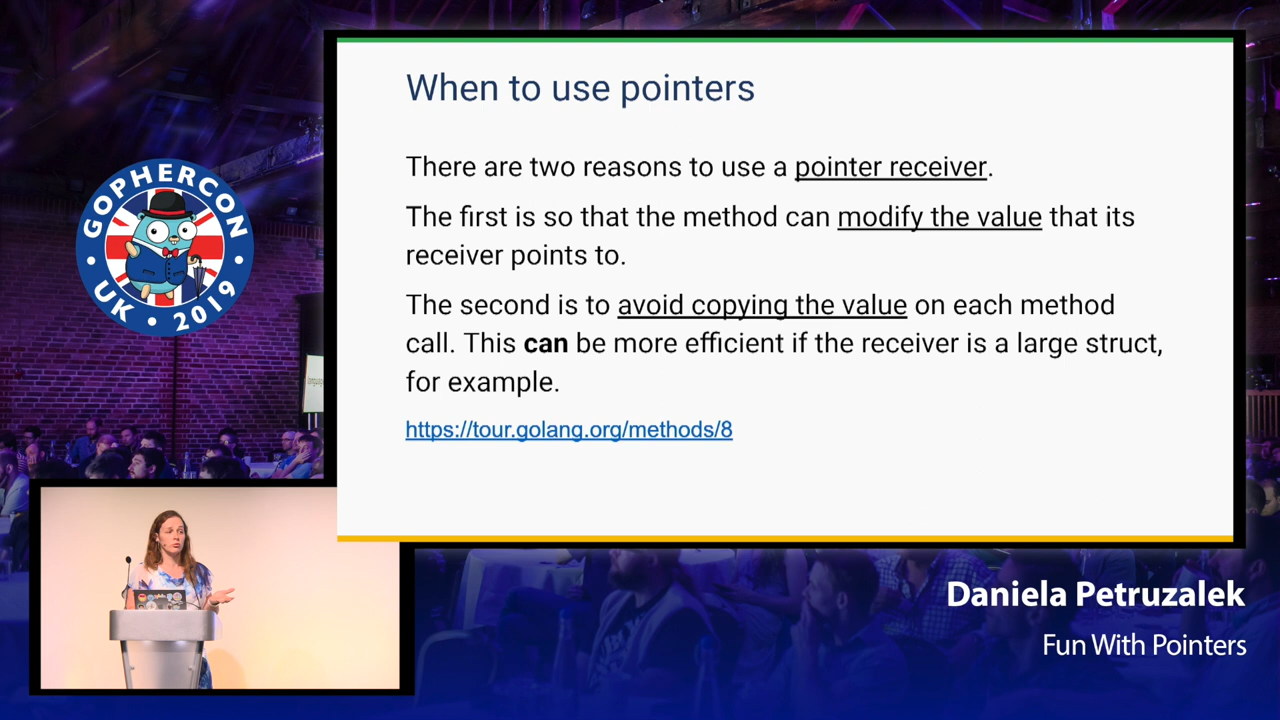 When to use pointers
There are two reasons to use a pointer receiver.
The first is so that the method can modify the value that its
receiver points to.
The second is to avoid copying the value on each method
call. This can be more efficient if the receiver is a large struct,
for example.
https://tour.golang.org/methods/8
GOPHERCON
UK • 2019
Daniela Petruzalek
Fun With Pointers